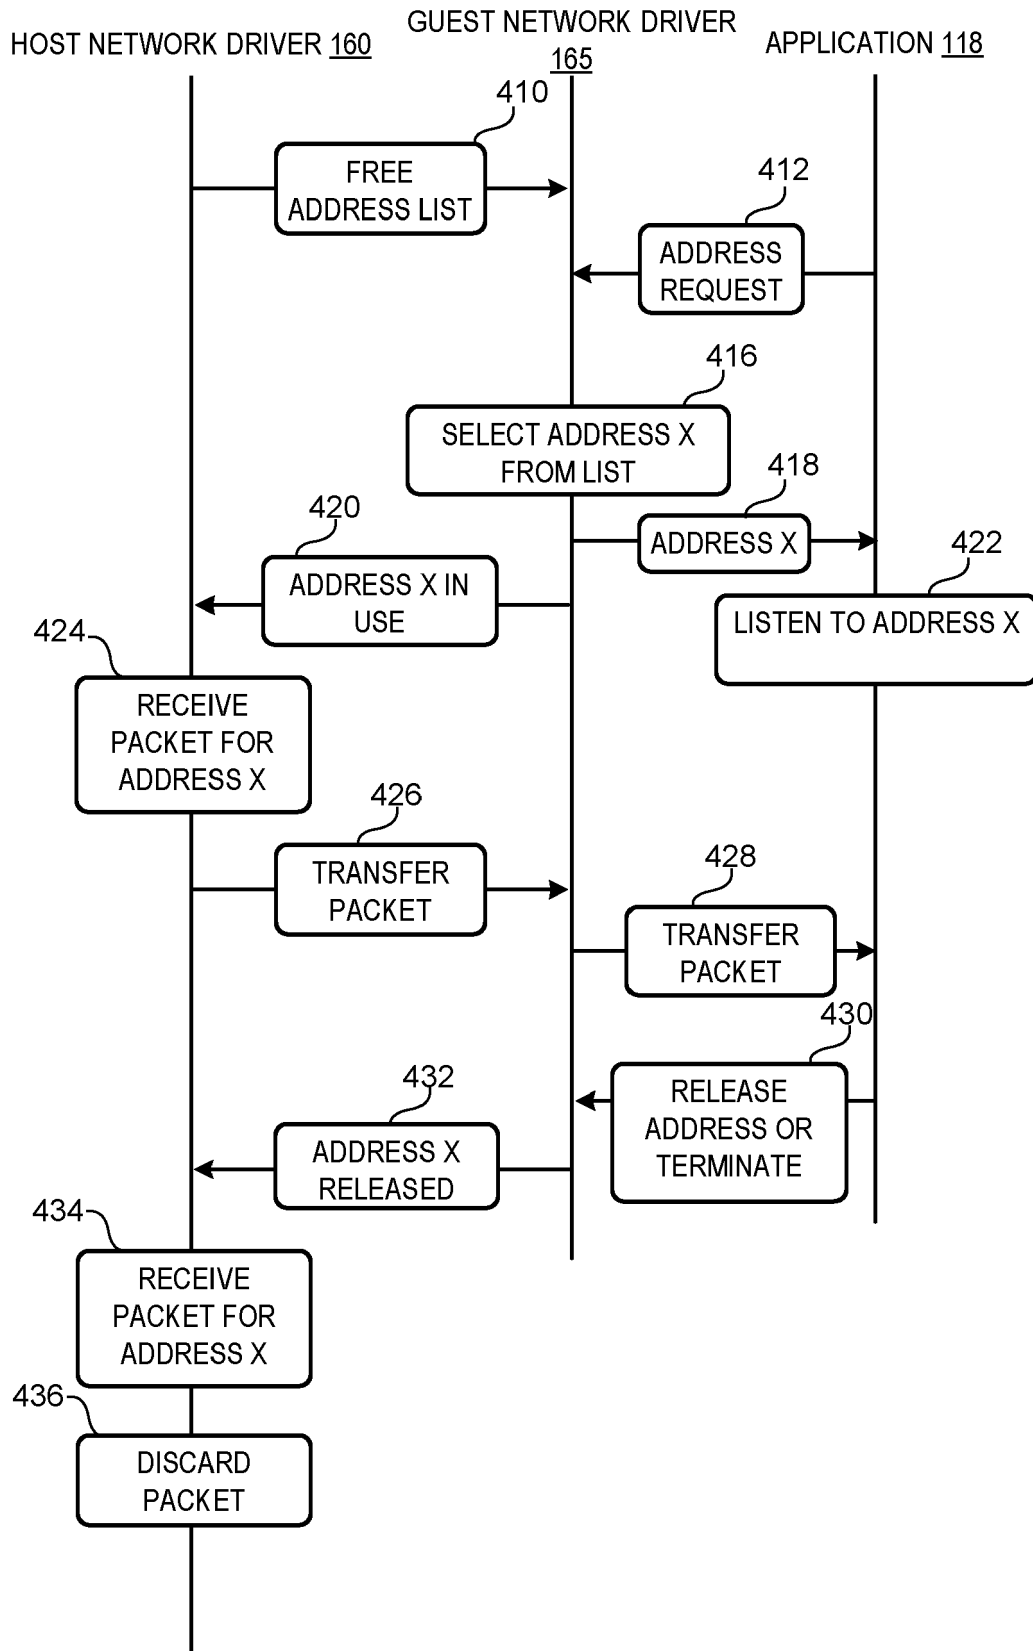 HOST NETWORK DRIVER 160
GUEST NETWORK DRIVER
165
APPLICATION 118
410
FREE
ADDRESS LIST
412
ADDRESS
REQUEST
416
SELECT ADDRESS X
FROM LIST
418
ADDRESS X
420
ADDRESS X IN
USE
422
LISTEN TO ADDRESS X
424
RECEIVE
PACKET FOR
ADDRESS X
426
TRANSFER
PACKET
428
TRANSFER
PACKET
430
RELEASE
ADDRESS OR
TERMINATE
432
ADDRESS X
RELEASED
434
RECEIVE
PACKET FOR
ADDRESS X
436
DISCARD
PACKET